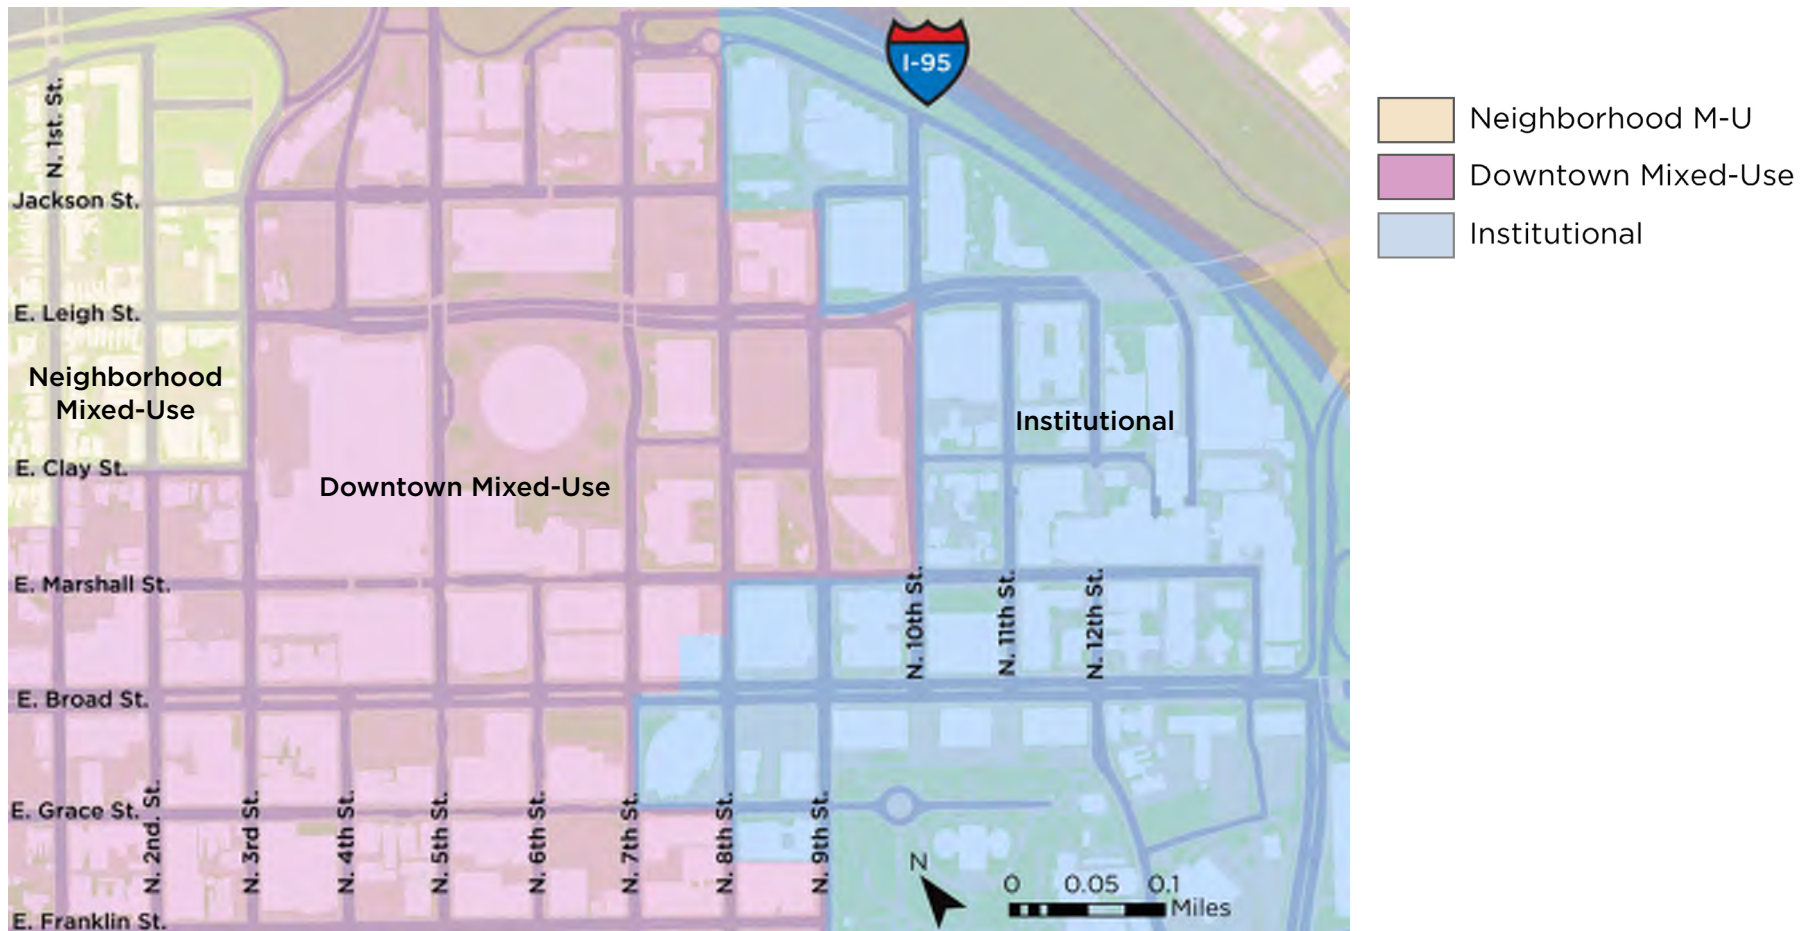 I-95
N. 1st. St.
Jackson St.
E. Leigh St.
Neighborhood
Mixed-Use
Institutional
E. Clay St.
Downtown Mixed-Use
E. Marshall St.
N. 10th St.
N. 11th St.
N. 12th St.
E. Broad St.
E. Grace St.
N. 2nd. St.
N. 3rd St.
N. 4th St.
N. 5th St.
N. 6th St.
N. 7th St.
N. 8th St.
N. 9th St.
N
0 0.05 0.1
Miles
E. Franklin St.
Neighborhood M-U
Downtown Mixed-Use
Institutional